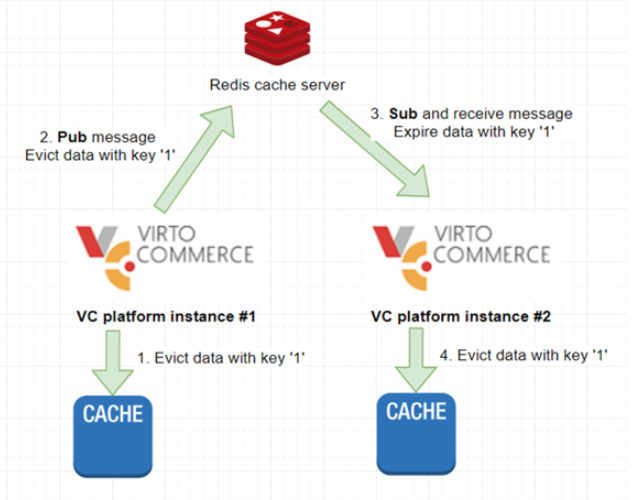 Redis cache server
2. Pub message
Evict data with key '1'
3. Sub and receive message
Expire data with key '1'
VIRTO
COMMERCE
VIRTO
COMMERCE
VC platform instance #1
VC platform instance #2
1. Evict data with key '1'
4. Evict data with key '1'
CACHE
CACHE